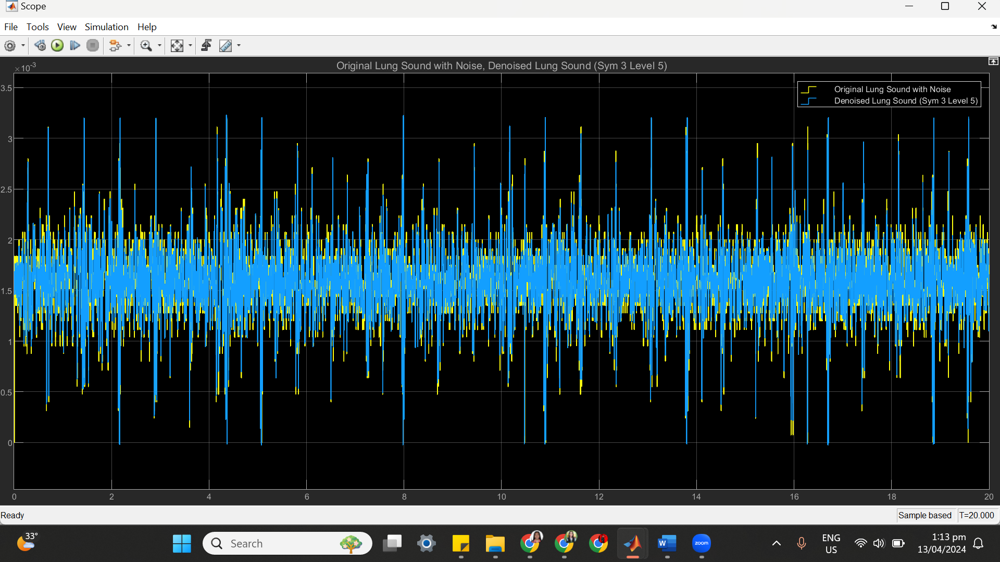 Scope
File Tools View Simulation Help
×10-3
Original Lung Sound with Noise, Denoised Lung Sound (Sym 3 Level 5)
Original Lung Sound with Noise
Denoised Lung Sound (Sym 3 Level 5)
3.5
3
2.5
2
1.5
1
0.5
0
0 2 4 6 8 10 12 14 16 18 20
Ready
Sample based T=20.000
33°
Search
W
zoom
ENG
US
1:13 pm
13/04/2024